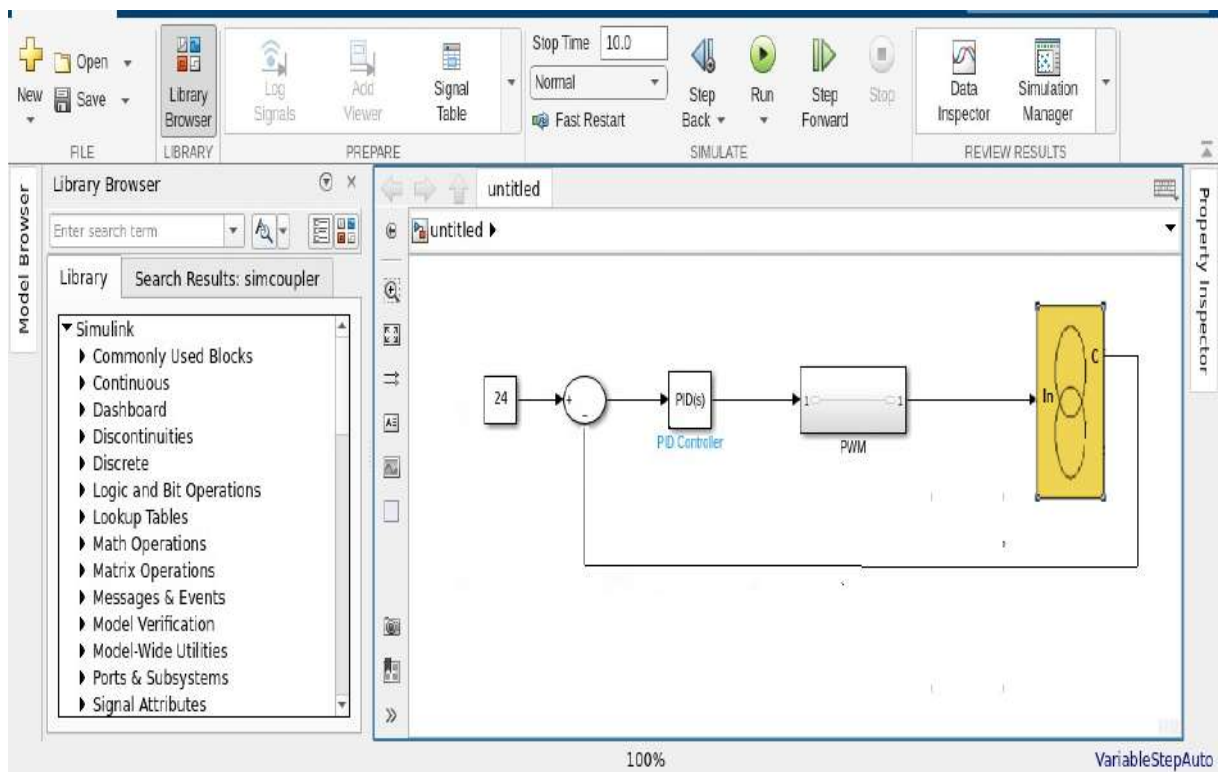 New
Open
Save
FILE
Library
Browser
LIBRARY
Log
Signals
Add
Viewer
Signal
Table
PREPARE
Stop Time 10.0
Normal
Fast Restart
Step
Back
Run
Step
Forward
Stop
SIMULATE
Data
Inspector
Simulation
Manager
REVIEW RESULTS
Model Browser
Library Browser
Enter search term
Library
Search Results: simcoupler
Simulink
Commonly Used Blocks
Continuous
Dashboard
Discontinuities
Discrete
Logic and Bit Operations
Lookup Tables
Math Operations
Matrix Operations
Messages & Events
Model Verification
Model-Wide Utilities
Ports & Subsystems
Signal Attributes
untitled
untitled
24
+
−
PID(s)
PID Controller
1
1
PWM
In
C
Property Inspector
100%
VariableStepAuto